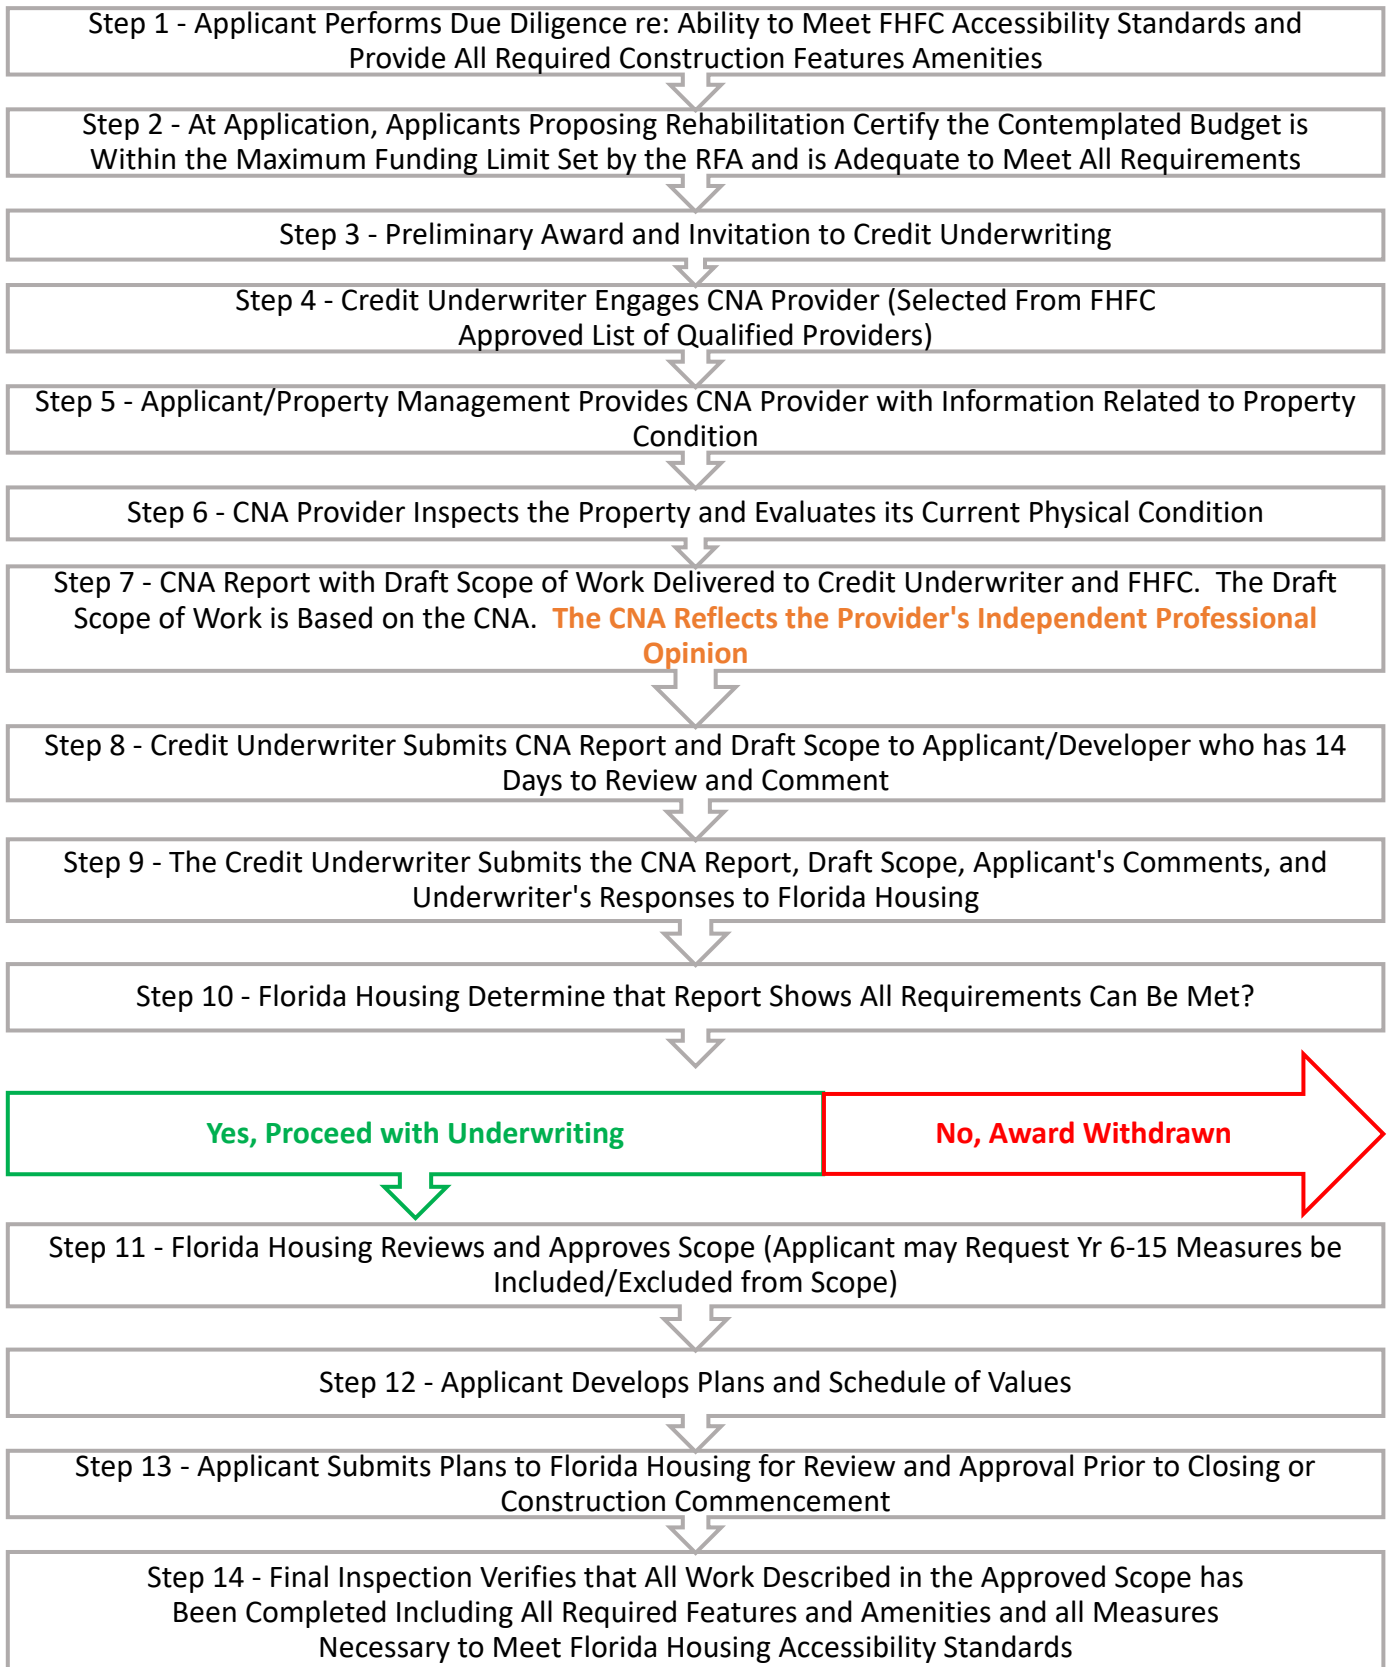 Step 1 - Applicant Performs Due Diligence re: Ability to Meet FHFC Accessibility Standards and
Provide All Required Construction Features Amenities
Step 2 - At Application, Applicants Proposing Rehabilitation Certify the Contemplated Budget is
Within the Maximum Funding Limit Set by the RFA and is Adequate to Meet All Requirements
Step 3 - Preliminary Award and Invitation to Credit Underwriting
Step 4 - Credit Underwriter Engages CNA Provider (Selected From FHFC
Approved List of Qualified Providers)
Step 5 - Applicant/Property Management Provides CNA Provider with Information Related to Property
Condition
Step 6 - CNA Provider Inspects the Property and Evaluates its Current Physical Condition
Step 7 - CNA Report with Draft Scope of Work Delivered to Credit Underwriter and FHFC.  The Draft
Scope of Work is Based on the CNA.  The CNA Reflects the Provider's Independent Professional
Opinion
Step 8 - Credit Underwriter Submits CNA Report and Draft Scope to Applicant/Developer who has 14
Days to Review and Comment
Step 9 - The Credit Underwriter Submits the CNA Report, Draft Scope, Applicant's Comments, and
Underwriter's Responses to Florida Housing
Step 10 - Florida Housing Determine that Report Shows All Requirements Can Be Met?
Yes, Proceed with Underwriting
No, Award Withdrawn
Step 11 - Florida Housing Reviews and Approves Scope (Applicant may Request Yr 6-15 Measures be
Included/Excluded from Scope)
Step 12 - Applicant Develops Plans and Schedule of Values
Step 13 - Applicant Submits Plans to Florida Housing for Review and Approval Prior to Closing or
Construction Commencement
Step 14 - Final Inspection Verifies that All Work Described in the Approved Scope has
Been Completed Including All Required Features and Amenities and all Measures
Necessary to Meet Florida Housing Accessibility Standards